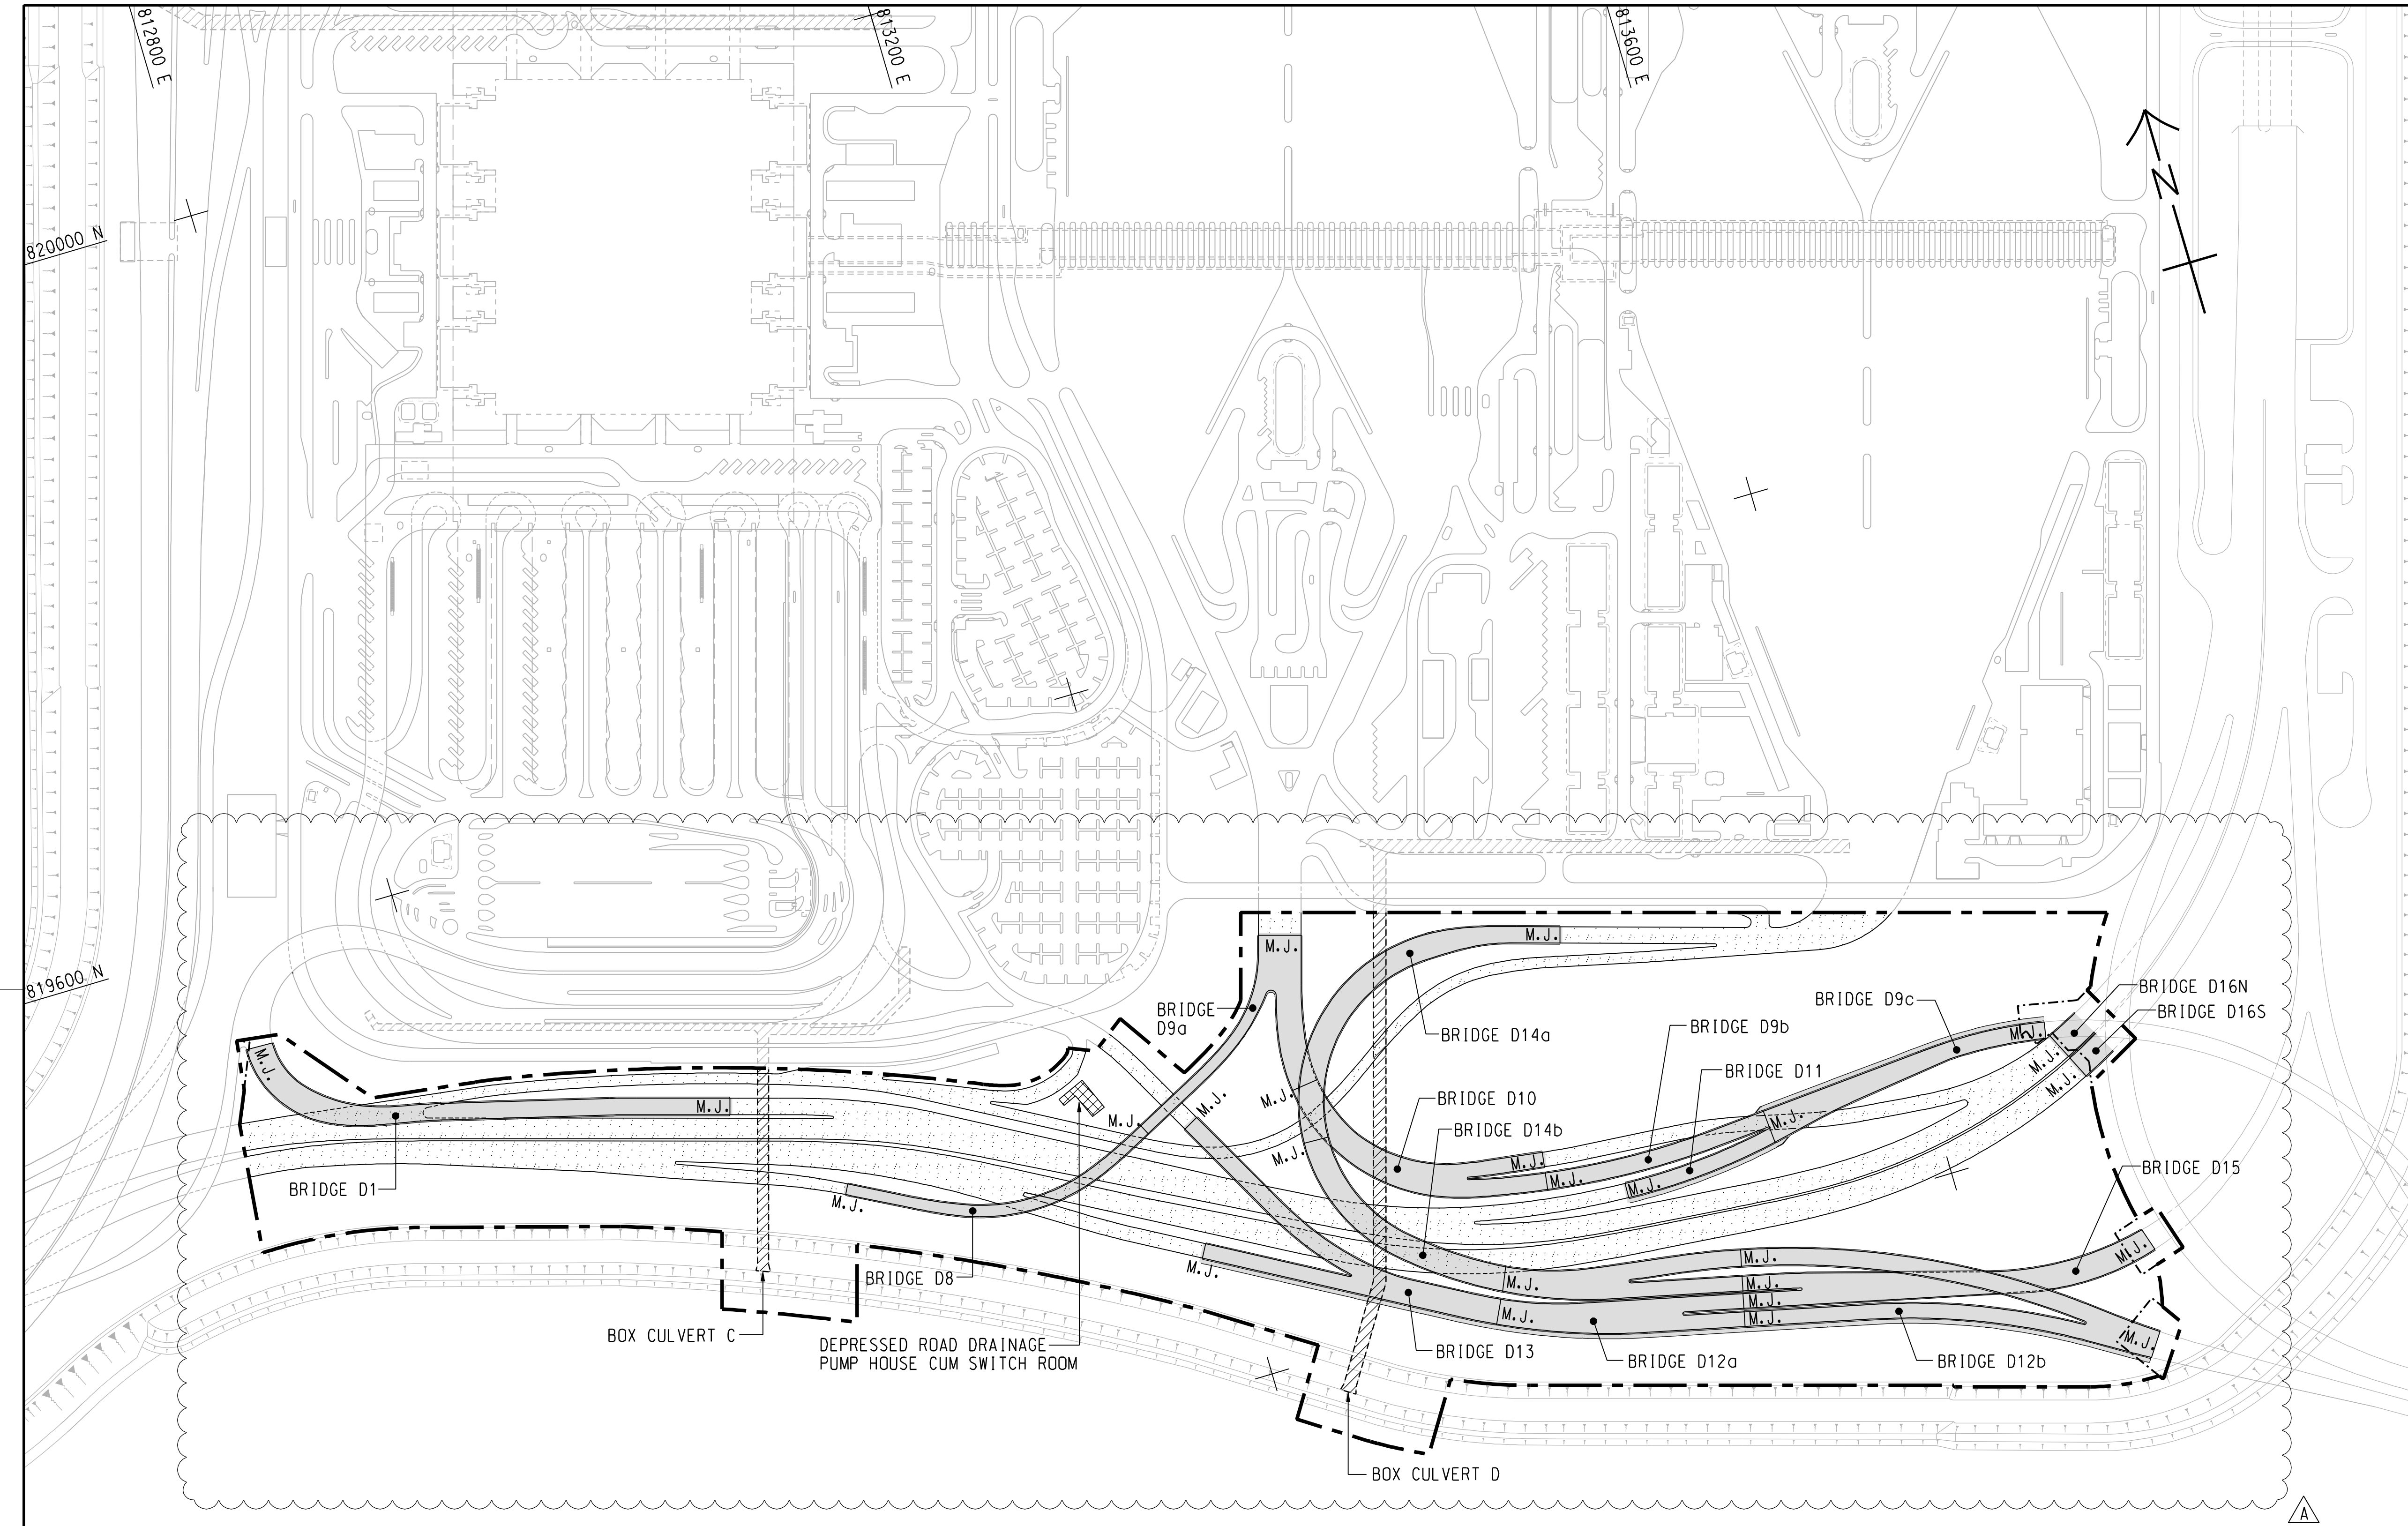 812800 E
813200 E
813600 E
N
820000 N
819600 N
M.J.
M.J.
BRIDGE D14a
BRIDGE
D9a
BRIDGE D9c
BRIDGE D16N
BRIDGE D16S
BRIDGE D9b
M.J.
M.J.
M.J.
M.J.
BRIDGE D11
M.J.
M.J.
M.J.
BRIDGE D10
M.J.
M.J.
M.J.
BRIDGE D14b
M.J.
M.J.
M.J.
M.J.
BRIDGE D15
BRIDGE D1
M.J.
BRIDGE D8
M.J.
M.J.
M.J.
M.J.
M.J.
M.J.
M.J.
M.J.
M.J.
BOX CULVERT C
DEPRESSED ROAD DRAINAGE
PUMP HOUSE CUM SWITCH ROOM
BRIDGE D13
BRIDGE D12a
BRIDGE D12b
BOX CULVERT D
A